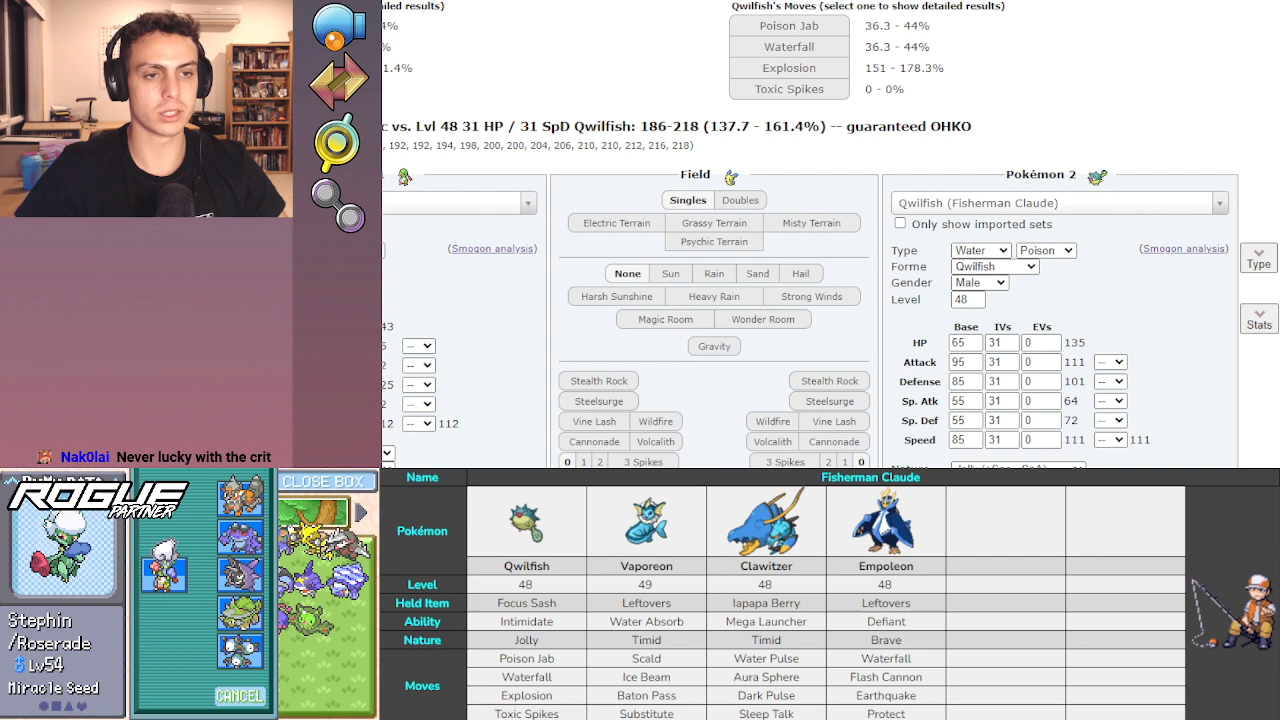 iled results)
4%
%
1.4%
Qwilfish's Moves (select one to show detailed results)
Poison Jab 36.3 - 44%
Waterfall 36.3 - 44%
Explosion 151 - 178.3%
Toxic Spikes 0 - 0%
c vs. Lvl 48 31 HP / 31 SpD Qwilfish: 186-218 (137.7 - 161.4%) -- guaranteed OHKO
, 192, 192, 194, 198, 200, 200, 204, 206, 210, 210, 212, 216, 218)
Field
Pokémon 2
Singles Doubles
Qwilfish (Fisherman Claude)
Electric Terrain Grassy Terrain Misty Terrain
Only show imported sets
Psychic Terrain
(Smogon analysis)
Type Water Poison (Smogon analysis)
Forme Qwilfish
None Sun Rain Sand Hail
Gender Male
Harsh Sunshine Heavy Rain Strong Winds
Level 48
Magic Room Wonder Room
Gravity
Type
Stats
Base IVs EVs
HP 65 31 0 135
Attack 95 31 0 111 --
Defense 85 31 0 101 --
Sp. Atk 55 31 0 64 --
Sp. Def 55 31 0 72 --
Speed 85 31 0 111 -- 111
43
5 --
2 --
25 --
2 --
12 -- 112
Stealth Rock Stealth Rock
Steelsurge Steelsurge
Vine Lash Wildfire Wildfire Vine Lash
Cannonade Volcalith Volcalith Cannonade
0 1 2 3 Spikes 3 Spikes 2 1 0
Nak0lai Never lucky with the crit
ROGUE
PARTNER
CLOSE BOX
Stephin
/Roserade
♂ Lv54
Miracle Seed
CANCEL
Name Fisherman Claude
Pokémon
Qwilfish Vaporeon Clawitzer Empoleon
Level 48 49 48 48
Held Item Focus Sash Leftovers Iapapa Berry Leftovers
Ability Intimidate Water Absorb Mega Launcher Defiant
Nature Jolly Timid Timid Brave
Moves
Poison Jab Scald Water Pulse Waterfall
Waterfall Ice Beam Aura Sphere Flash Cannon
Explosion Baton Pass Dark Pulse Earthquake
Toxic Spikes Substitute Sleep Talk Protect